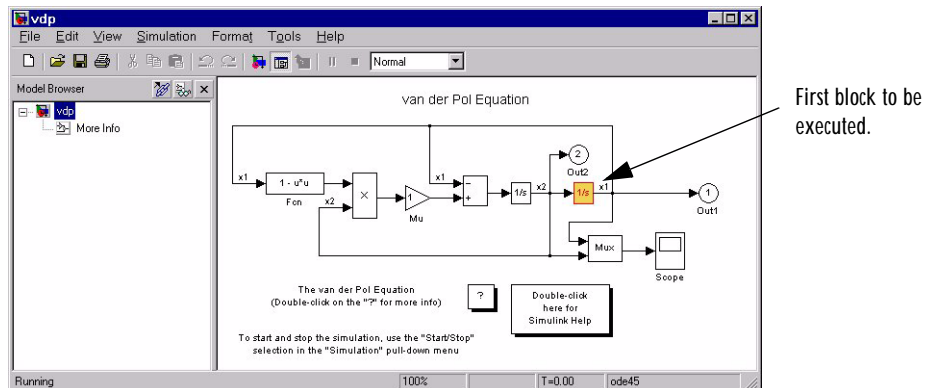 vdp
File Edit View Simulation Format Tools Help
Normal
Model Browser
vdp
More Info
van der Pol Equation
First block to be
executed.
2
Out2
x1
1 - u*u
Fcn
x2
×
1
Mu
x1
−
+
1/s
x2
1/s
x1
1
Out1
Mux
Scope
The van der Pol Equation
(Double-click on the "?" for more info)
?
Double-click
here for
Simulink Help
To start and stop the simulation, use the "Start/Stop"
selection in the "Simulation" pull-down menu
Running 100% T=0.00 ode45